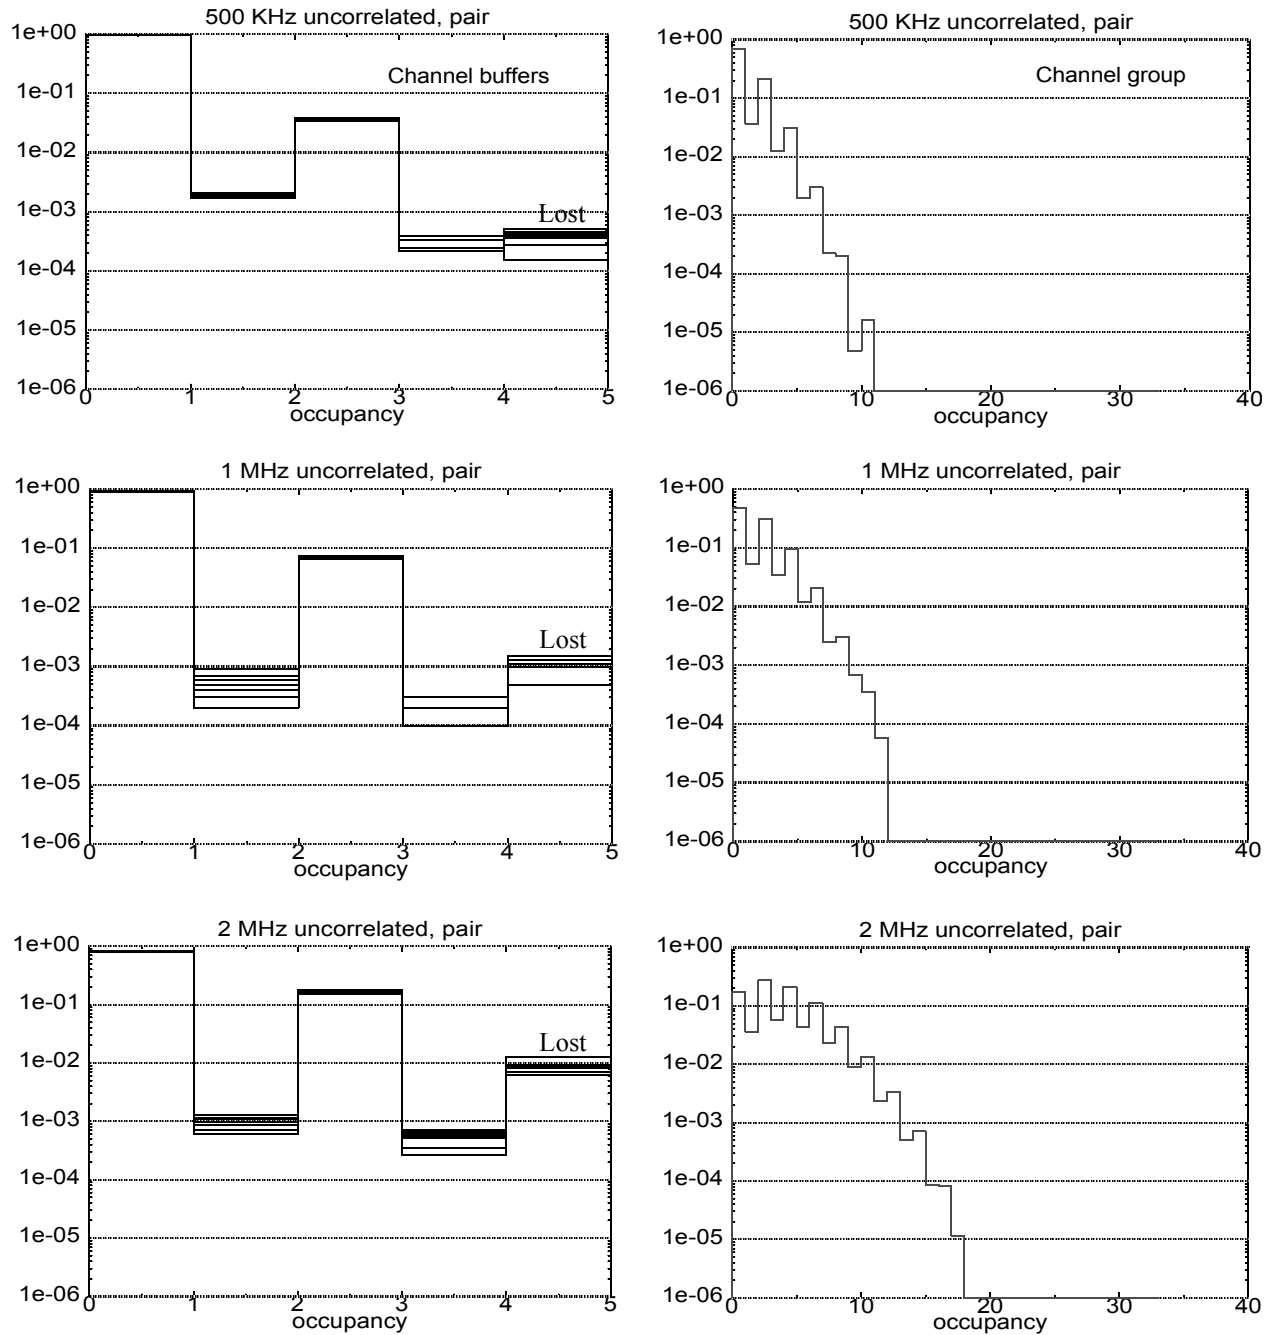 500 KHz uncorrelated, pair
1e+00
Channel buffers
1e-01
1e-02
1e-03
Lost
1e-04
1e-05
1e-06
0 1 2 3 4 5
occupancy
500 KHz uncorrelated, pair
1e+00
Channel group
1e-01
1e-02
1e-03
1e-04
1e-05
1e-06
0 10 20 30 40
occupancy
1 MHz uncorrelated, pair
1e+00
1e-01
1e-02
Lost
1e-03
1e-04
1e-05
1e-06
0 1 2 3 4 5
occupancy
1 MHz uncorrelated, pair
1e+00
1e-01
1e-02
1e-03
1e-04
1e-05
1e-06
0 10 20 30 40
occupancy
2 MHz uncorrelated, pair
1e+00
1e-01
Lost
1e-02
1e-03
1e-04
1e-05
1e-06
0 1 2 3 4 5
occupancy
2 MHz uncorrelated, pair
1e+00
1e-01
1e-02
1e-03
1e-04
1e-05
1e-06
0 10 20 30 40
occupancy